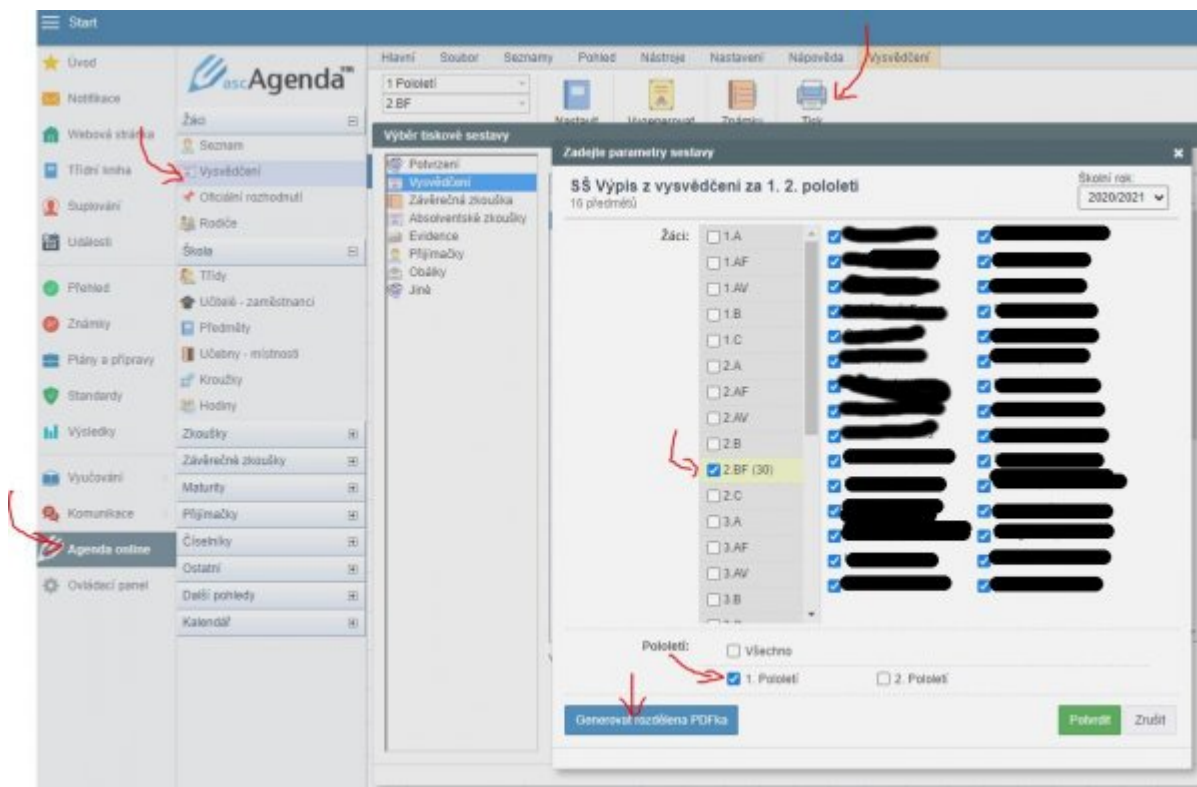 Start
Úvod
Notifikace
Webová stránka
Třídní kniha
Suplování
Události
Přehled
Známky
Plány a přípravy
Standardy
Výsledky
Vyučování
Komunikace
Agenda online
Ovládací panel
ascAgenda™
Žáci
Seznam
Vysvědčení
Oficiální rozhodnutí
Rodiče
Škola
Třídy
Učitelé - zaměstnanci
Předměty
Učebny - místnosti
Kroužky
Hodiny
Zkoušky
Závěrečné zkoušky
Maturity
Přijímačky
Číselníky
Ostatní
Další pohledy
Kalendář
Hlavní Soubor Seznamy Pohled Nástroje Nastavení Nápověda Vysvědčení
1 Pololetí
2.BF
Nastavit Vygenerovat Známky Tisk
Výběr tiskové sestavy
Potvrzení
Vysvědčení
Závěrečná zkouška
Absolventské zkoušky
Evidence
Přijímačky
Obálky
Jiné
Zadejte parametry sestavy
SŠ Výpis z vysvědčení za 1. 2. pololetí
16 předmětů
Školní rok:
2020/2021
Žáci:
1.A
1.AF
1.AV
1.B
1.C
2.A
2.AF
2.AV
2.B
2.BF (30)
2.C
3.A
3.AF
3.AV
3.B
Pololetí:
Všechno
1. Pololetí 2. Pololetí
Generovat rozdělena PDFka
Potvrdit Zrušit